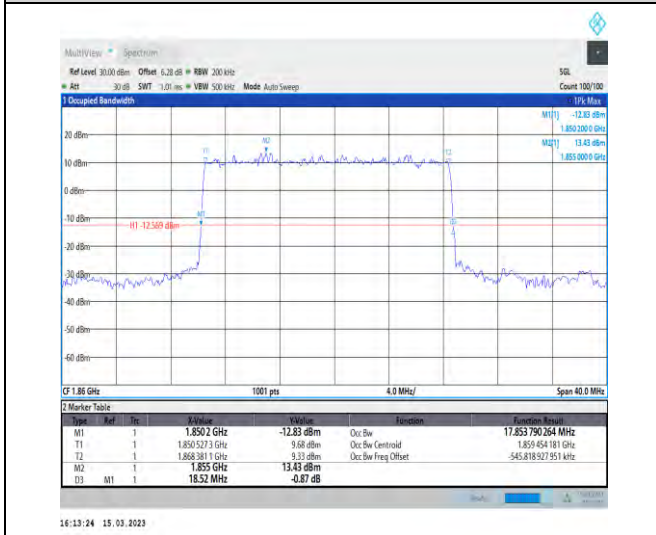 MultiView Spectrum
Ref Level 30.00 dBm Offset 6.28 dB RBW 200 kHz SGL
Att 30 dB SWT 1.01 ms VBW 500 kHz Mode Auto Sweep Count 100/100
1 Occupied Bandwidth 1Pk Max
M1[1] -12.83 dBm
1.850 200 0 GHz
M2[1] 13.43 dBm
1.855 000 0 GHz
20 dBm
M2
T1 T2
10 dBm
0 dBm
M1
-10 dBm
H1 -12.569 dBm
D3
-20 dBm
-30 dBm
-40 dBm
-50 dBm
-60 dBm
CF 1.86 GHz 1001 pts 4.0 MHz/ Span 40.0 MHz
2 Marker Table
Type Ref Trc X-Value Y-Value Function Function Result
M1 1 1.850 2 GHz -12.83 dBm Occ Bw 17.853 790 264 MHz
T1 1 1.850 527 3 GHz 9.68 dBm Occ Bw Centroid 1.859 454 181 GHz
T2 1 1.868 381 1 GHz 9.33 dBm Occ Bw Freq Offset -545.818 927 951 kHz
M2 1 1.855 GHz 13.43 dBm
D3 M1 1 18.52 MHz -0.87 dB
16:13:24 15.03.2023